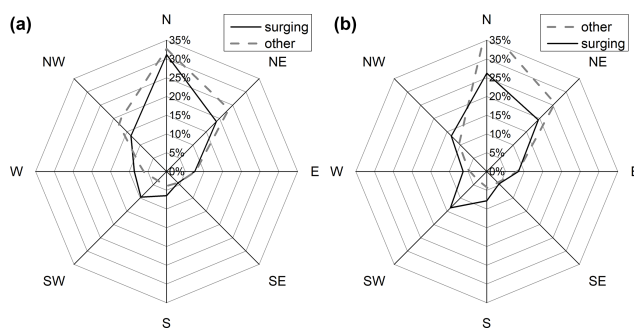 (a)
N
surging
other
NW
NE
35%
30%
25%
20%
15%
10%
5%
0%
W
E
SW
SE
S
(b)
N
other
surging
NW
NE
35%
30%
25%
20%
15%
10%
5%
0%
W
E
SW
SE
S